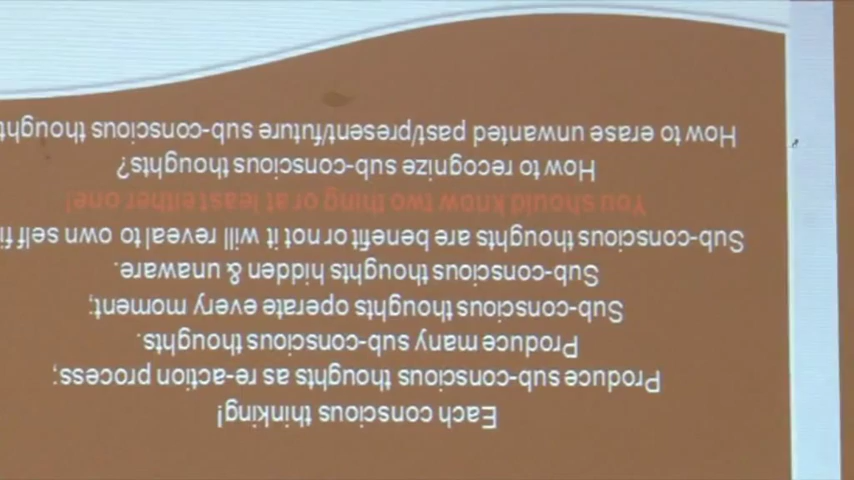 Each conscious thinking!
Produce sub-conscious thoughts as re-action process;
Produce many sub-conscious thoughts.
Sub-conscious thoughts operate every moment;
Sub-conscious thoughts hidden & unaware.
Sub-conscious thoughts are benefit or not it will reveal to own self
You should know two thing or at least either one!
How to recognize sub-conscious thoughts?
How to erase unwanted past/present/future sub-conscious